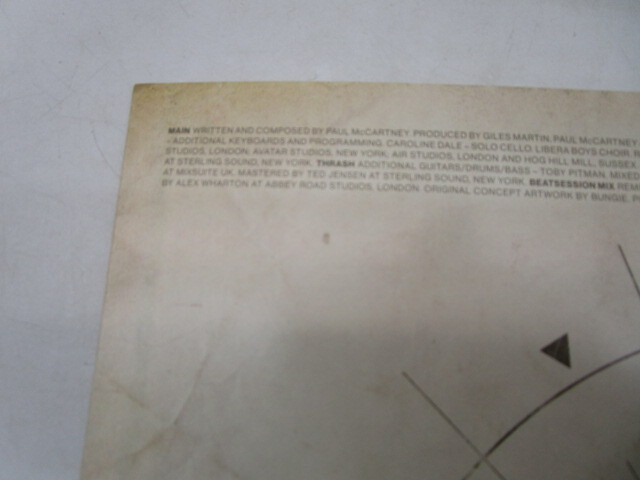 MAIN WRITTEN AND COMPOSED BY PAUL McCARTNEY. PRODUCED BY GILES MARTIN, PAUL McCARTNEY
- ADDITIONAL KEYBOARDS AND PROGRAMMING. CAROLINE DALE - SOLO CELLO. LIBERA BOYS CHOIR.
STUDIOS, LONDON. AVATAR STUDIOS, NEW YORK, AIR STUDIOS, LONDON AND HOG HILL MILL, SUSSEX.
AT STERLING SOUND, NEW YORK. THRASH ADDITIONAL GUITARS/DRUMS/BASS - TOBY PITMAN. MIXED
AT MIXSUITE UK. MASTERED BY TED JENSEN AT STERLING SOUND, NEW YORK. BEATSESSION MIX
BY ALEX WHARTON AT ABBEY ROAD STUDIOS, LONDON. ORIGINAL CONCEPT ARTWORK BY BUNGIE.